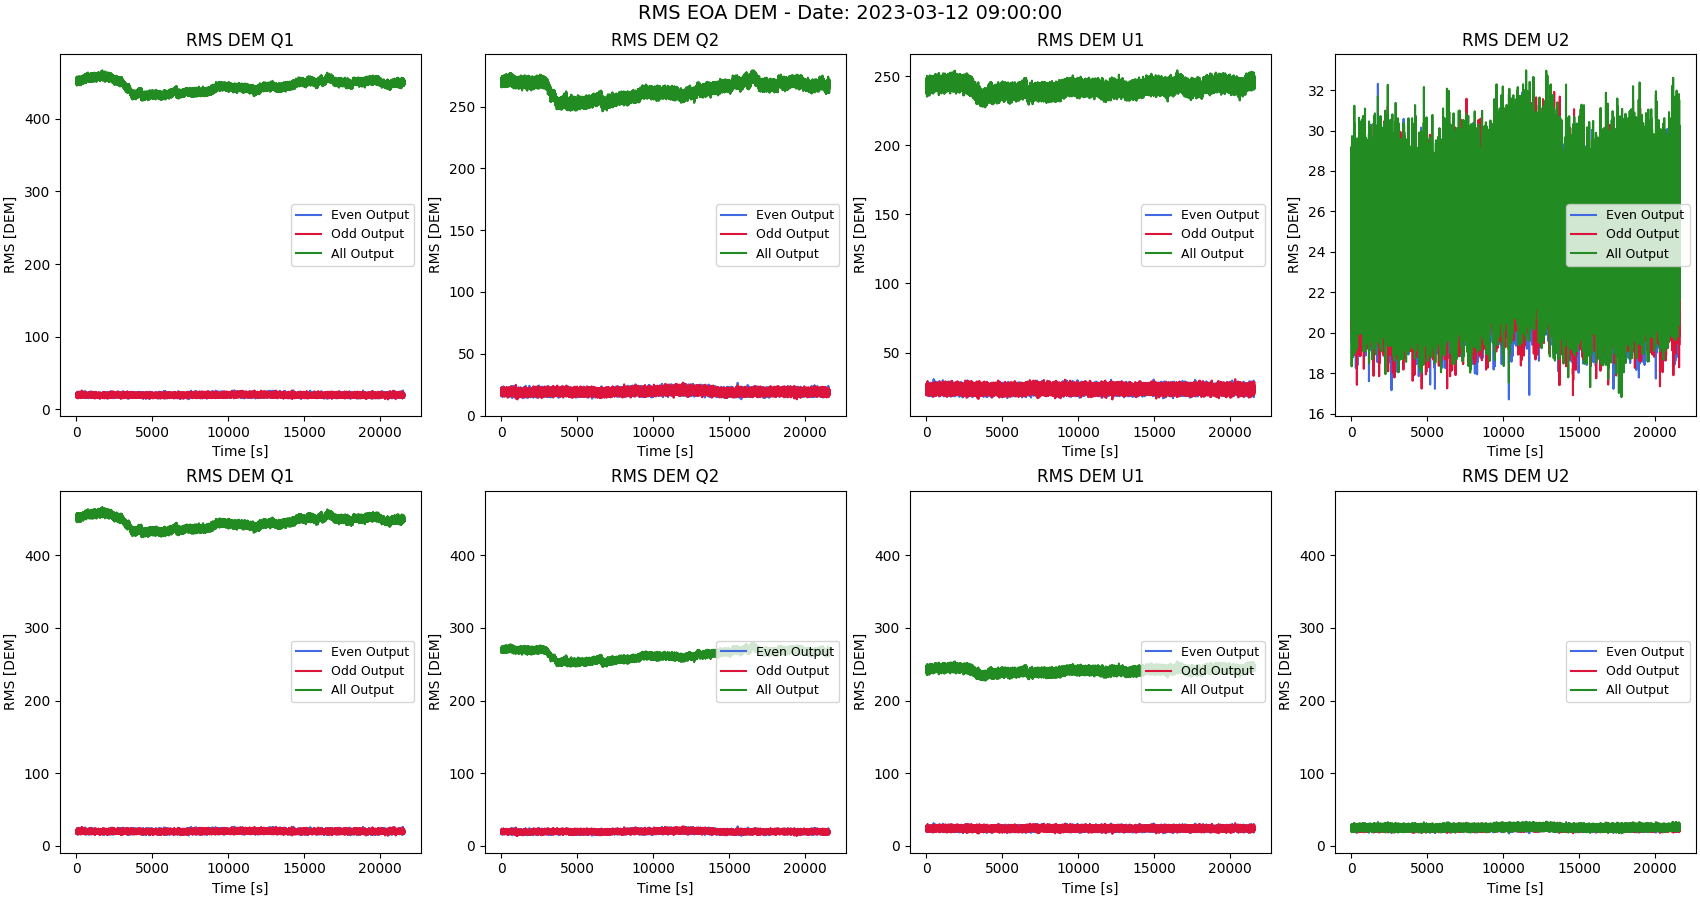 RMS EOA DEM - Date: 2023-03-12 09:00:00
RMS DEM Q1
RMS [DEM]
400
300
200
100
0
Even Output
Odd Output
All Output
0 5000 10000 15000 20000
Time [s]
RMS DEM Q2
RMS [DEM]
250
200
150
100
50
0
Even Output
Odd Output
All Output
0 5000 10000 15000 20000
Time [s]
RMS DEM U1
RMS [DEM]
250
200
150
100
50
Even Output
Odd Output
All Output
0 5000 10000 15000 20000
Time [s]
RMS DEM U2
RMS [DEM]
32
30
28
26
24
22
20
18
16
Even Output
Odd Output
All Output
0 5000 10000 15000 20000
Time [s]
RMS DEM Q1
RMS [DEM]
400
300
200
100
0
Even Output
Odd Output
All Output
0 5000 10000 15000 20000
Time [s]
RMS DEM Q2
RMS [DEM]
400
300
200
100
0
Even Output
Odd Output
All Output
0 5000 10000 15000 20000
Time [s]
RMS DEM U1
RMS [DEM]
400
300
200
100
0
Even Output
Odd Output
All Output
0 5000 10000 15000 20000
Time [s]
RMS DEM U2
RMS [DEM]
400
300
200
100
0
Even Output
Odd Output
All Output
0 5000 10000 15000 20000
Time [s]